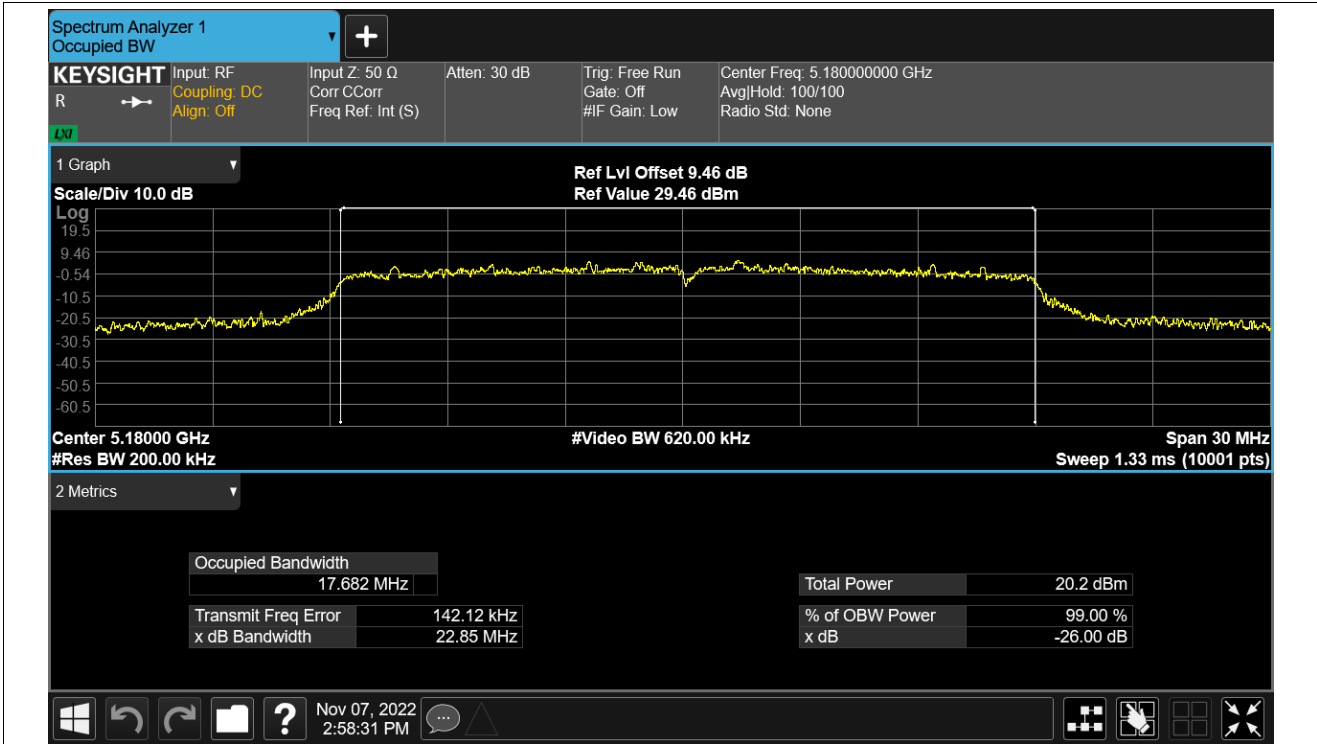 Spectrum Analyzer 1
Occupied BW
▼
+
KEYSIGHT
R
LXI
Input: RF
Coupling: DC
Align: Off
Input Z: 50 Ω
Corr CCorr
Freq Ref: Int (S)
Atten: 30 dB
Trig: Free Run
Gate: Off
#IF Gain: Low
Center Freq: 5.180000000 GHz
Avg|Hold: 100/100
Radio Std: None
1 Graph ▼
Scale/Div 10.0 dB
Ref Lvl Offset 9.46 dB
Ref Value 29.46 dBm
Log
19.5
9.46
-0.54
-10.5
-20.5
-30.5
-40.5
-50.5
-60.5
Center 5.18000 GHz
#Res BW 200.00 kHz
#Video BW 620.00 kHz
Span 30 MHz
Sweep 1.33 ms (10001 pts)
2 Metrics ▼
Occupied Bandwidth
17.682 MHz
Transmit Freq Error 142.12 kHz
x dB Bandwidth 22.85 MHz
Total Power 20.2 dBm
% of OBW Power 99.00 %
x dB -26.00 dB
?
Nov 07, 2022
2:58:31 PM